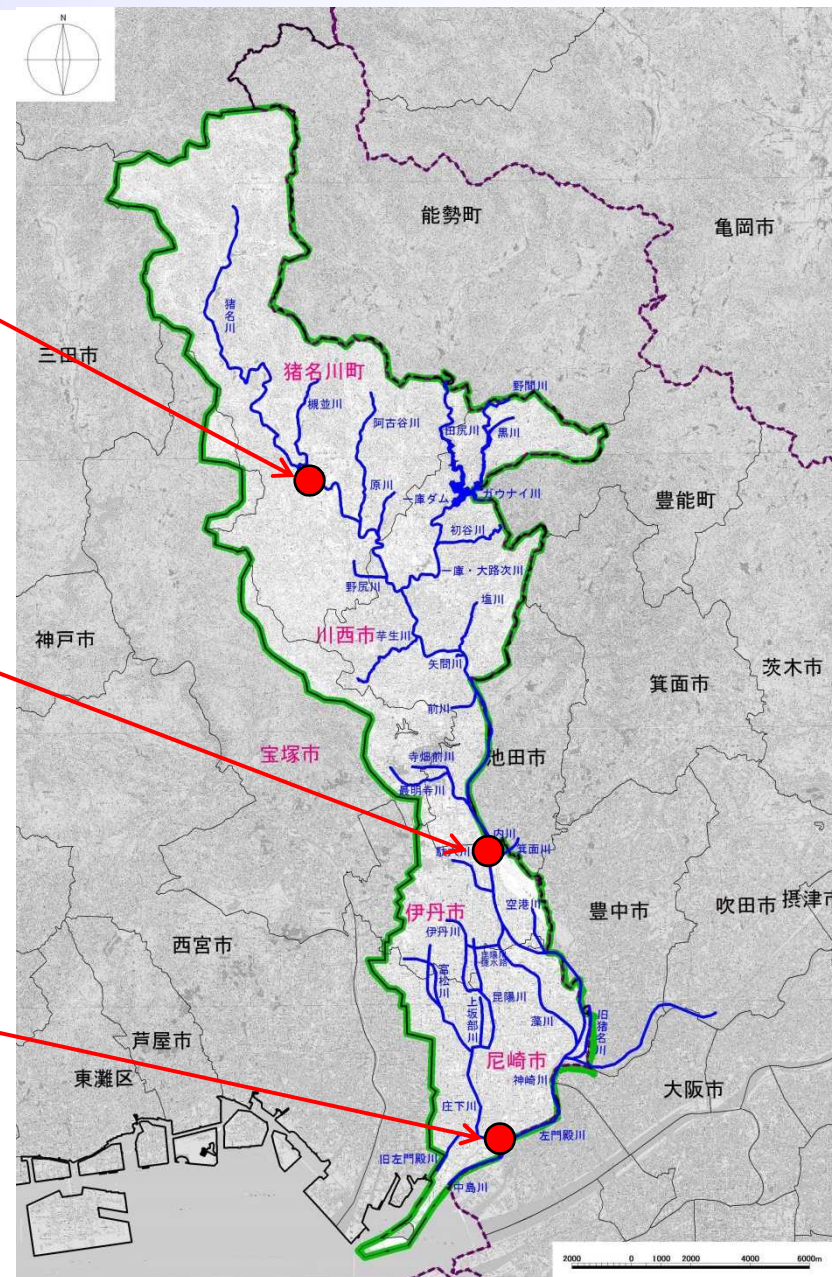 N
能勢町
亀岡市
猪名川
三田市
猪名川町
野間川
槻並川
阿古谷川
田尻川
黒川
原川
一庫ダム
ガウナイ川
豊能町
初谷川
一庫・大路次川
野尻川
塩川
神戸市
川西市
芋生川
矢問川
茨木市
箕面市
前川
宝塚市
寺畑前川
池田市
最明寺川
内川
箕面川
伊丹市
空港川
豊中市
吹田市
摂津市
伊丹川
西宮市
富松川
昆陽川
上坂部川
藻川
旧猪名川
芦屋市
尼崎市
東灘区
神崎川
大阪市
庄下川
左門殿川
旧左門殿川
中島川
2000 0 1000 2000 4000 6000m